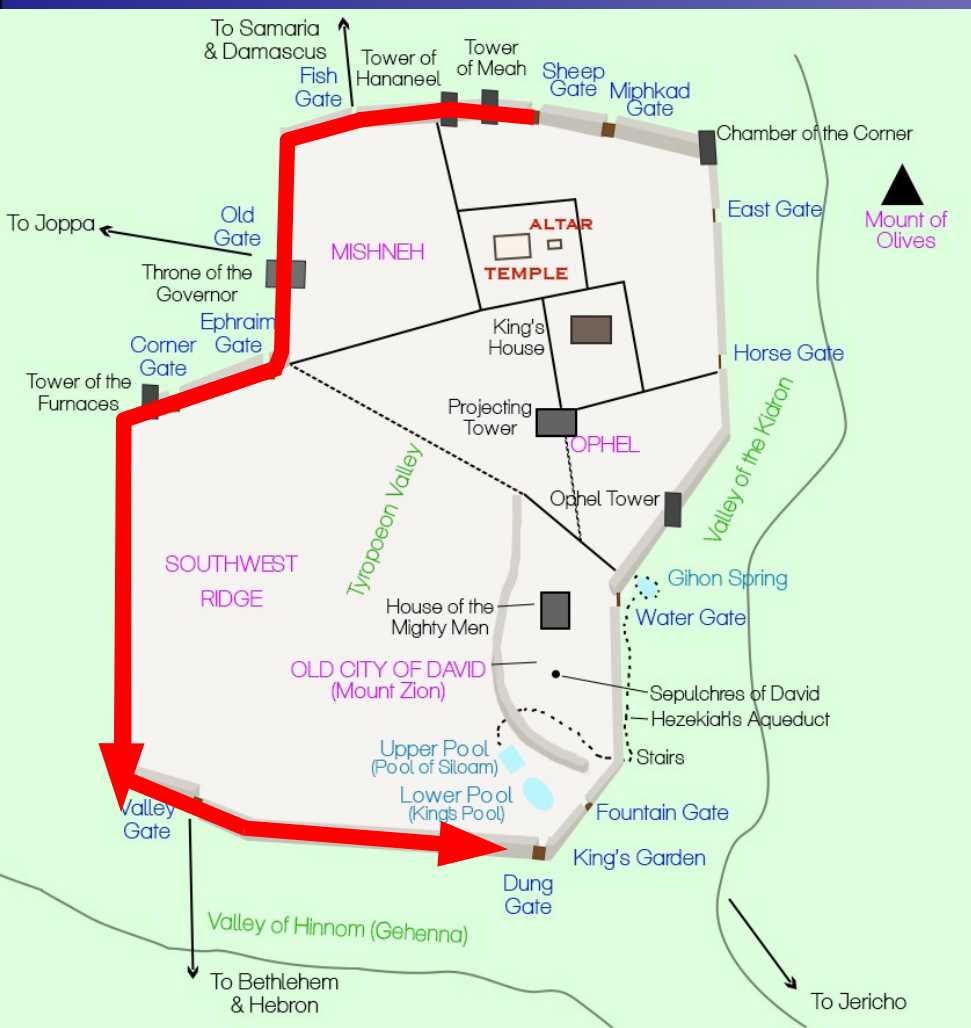 To Samaria
& Damascus
Fish
Gate
Tower of
Hananeel
Tower
of Meah
Sheep
Gate
Miphkad
Gate
Chamber of the Corner
East Gate
Mount of
Olives
To Joppa
Old
Gate
MISHNEH
ALTAR
TEMPLE
Throne of the
Governor
Ephraim
Gate
King's
House
Corner
Gate
Horse Gate
Tower of the
Furnaces
Projecting
Tower
OPHEL
Valley of the Kidron
Tyropoeon Valley
Ophel Tower
SOUTHWEST
RIDGE
Gihon Spring
House of the
Mighty Men
Water Gate
OLD CITY OF DAVID
(Mount Zion)
Sepulchres of David
Hezekiah's Aqueduct
Stairs
Upper Pool
(Pool of Siloam)
Lower Pool
(King's Pool)
Valley
Gate
Fountain Gate
King's Garden
Dung
Gate
Valley of Hinnom (Gehenna)
To Bethlehem
& Hebron
To Jericho